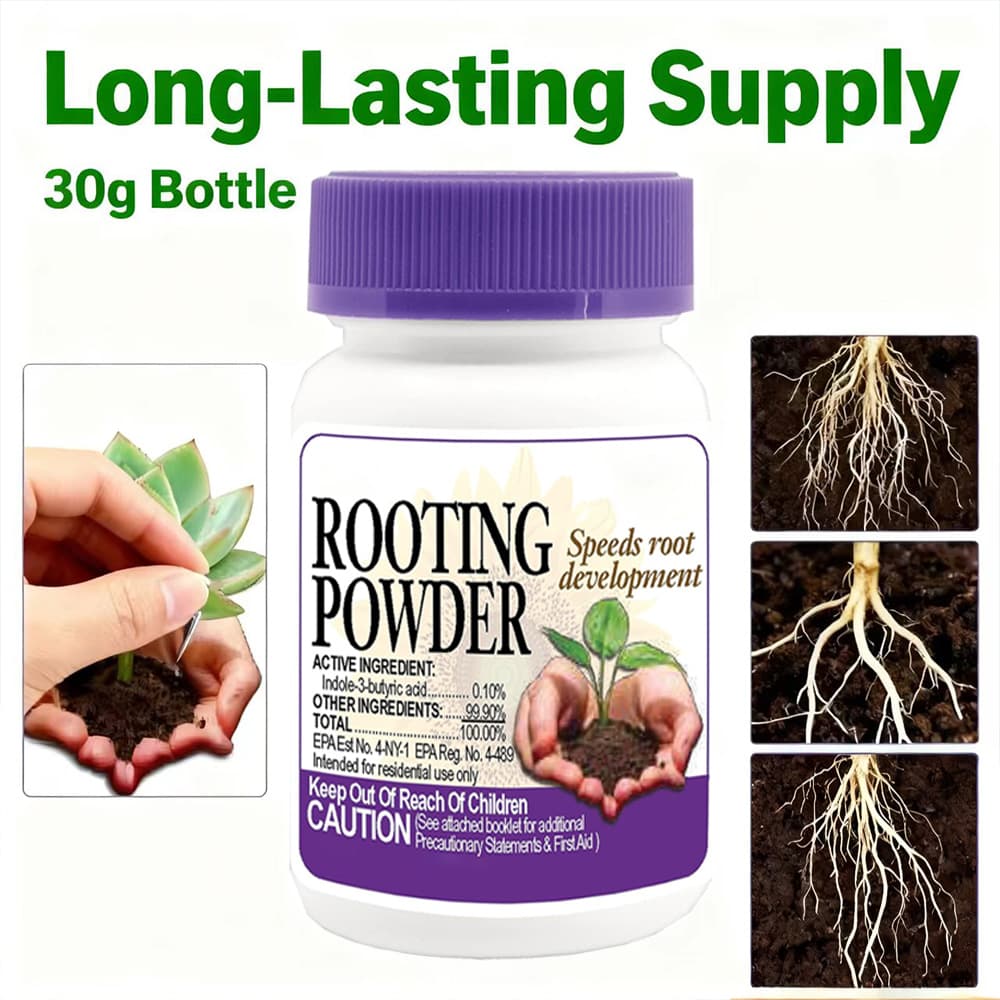 Long-Lasting Supply
30g Bottle
ROOTING
POWDER
Speeds root
development
ACTIVE INGREDIENT:
Indole-3-butyric acid.......... 0.10%
OTHER INGREDIENTS: .....99.90%
TOTAL................................100.00%
EPA Est No. 4-NY-1 EPA Reg. No. 4-489
Intended for residential use only
Keep Out Of Reach Of Children
CAUTION (See attached booklet for additional
Precautionary Statements & First Aid )